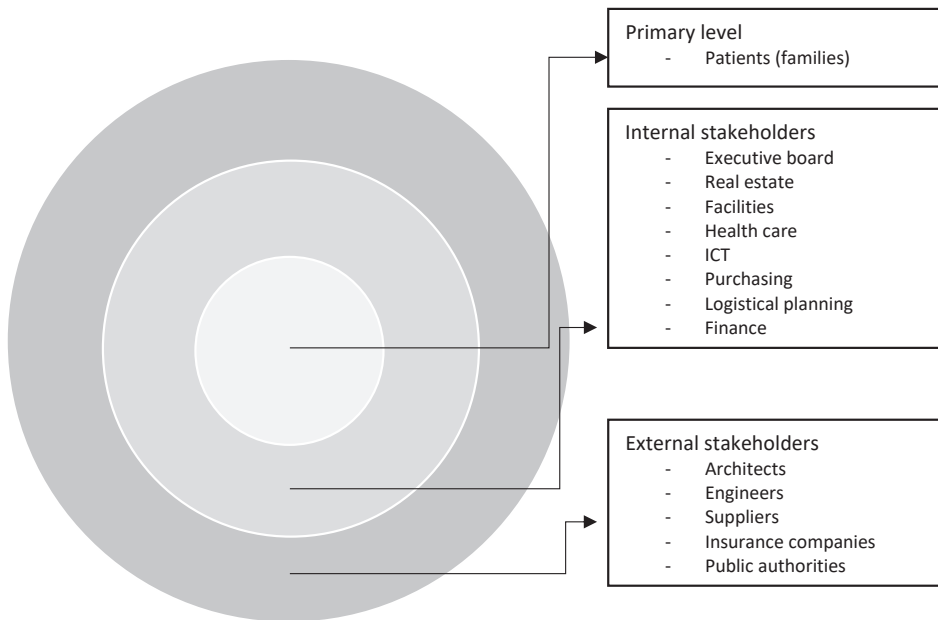 Primary level
- Patients (families)
Internal stakeholders
- Executive board
- Real estate
- Facilities
- Health care
- ICT
- Purchasing
- Logistical planning
- Finance
External stakeholders
- Architects
- Engineers
- Suppliers
- Insurance companies
- Public authorities